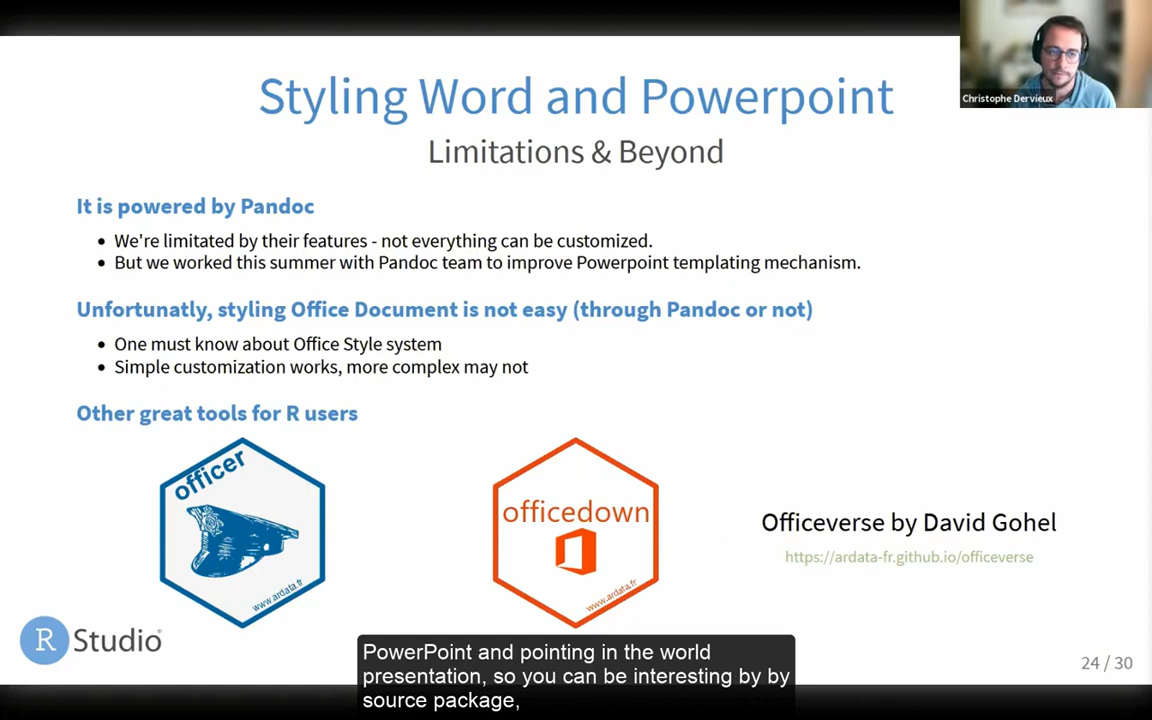 Christophe Dervieux
Styling Word and Powerpoint
Limitations & Beyond
It is powered by Pandoc
• We're limitated by their features - not everything can be customized.
• But we worked this summer with Pandoc team to improve Powerpoint templating mechanism.
Unfortunatly, styling Office Document is not easy (through Pandoc or not)
• One must know about Office Style system
• Simple customization works, more complex may not
Other great tools for R users
officer
www.ardata.fr
officedown
www.ardata.fr
Officeverse by David Gohel
https://ardata-fr.github.io/officeverse
R Studio
PowerPoint and pointing in the world
presentation, so you can be interesting by by
source package,
24 / 30